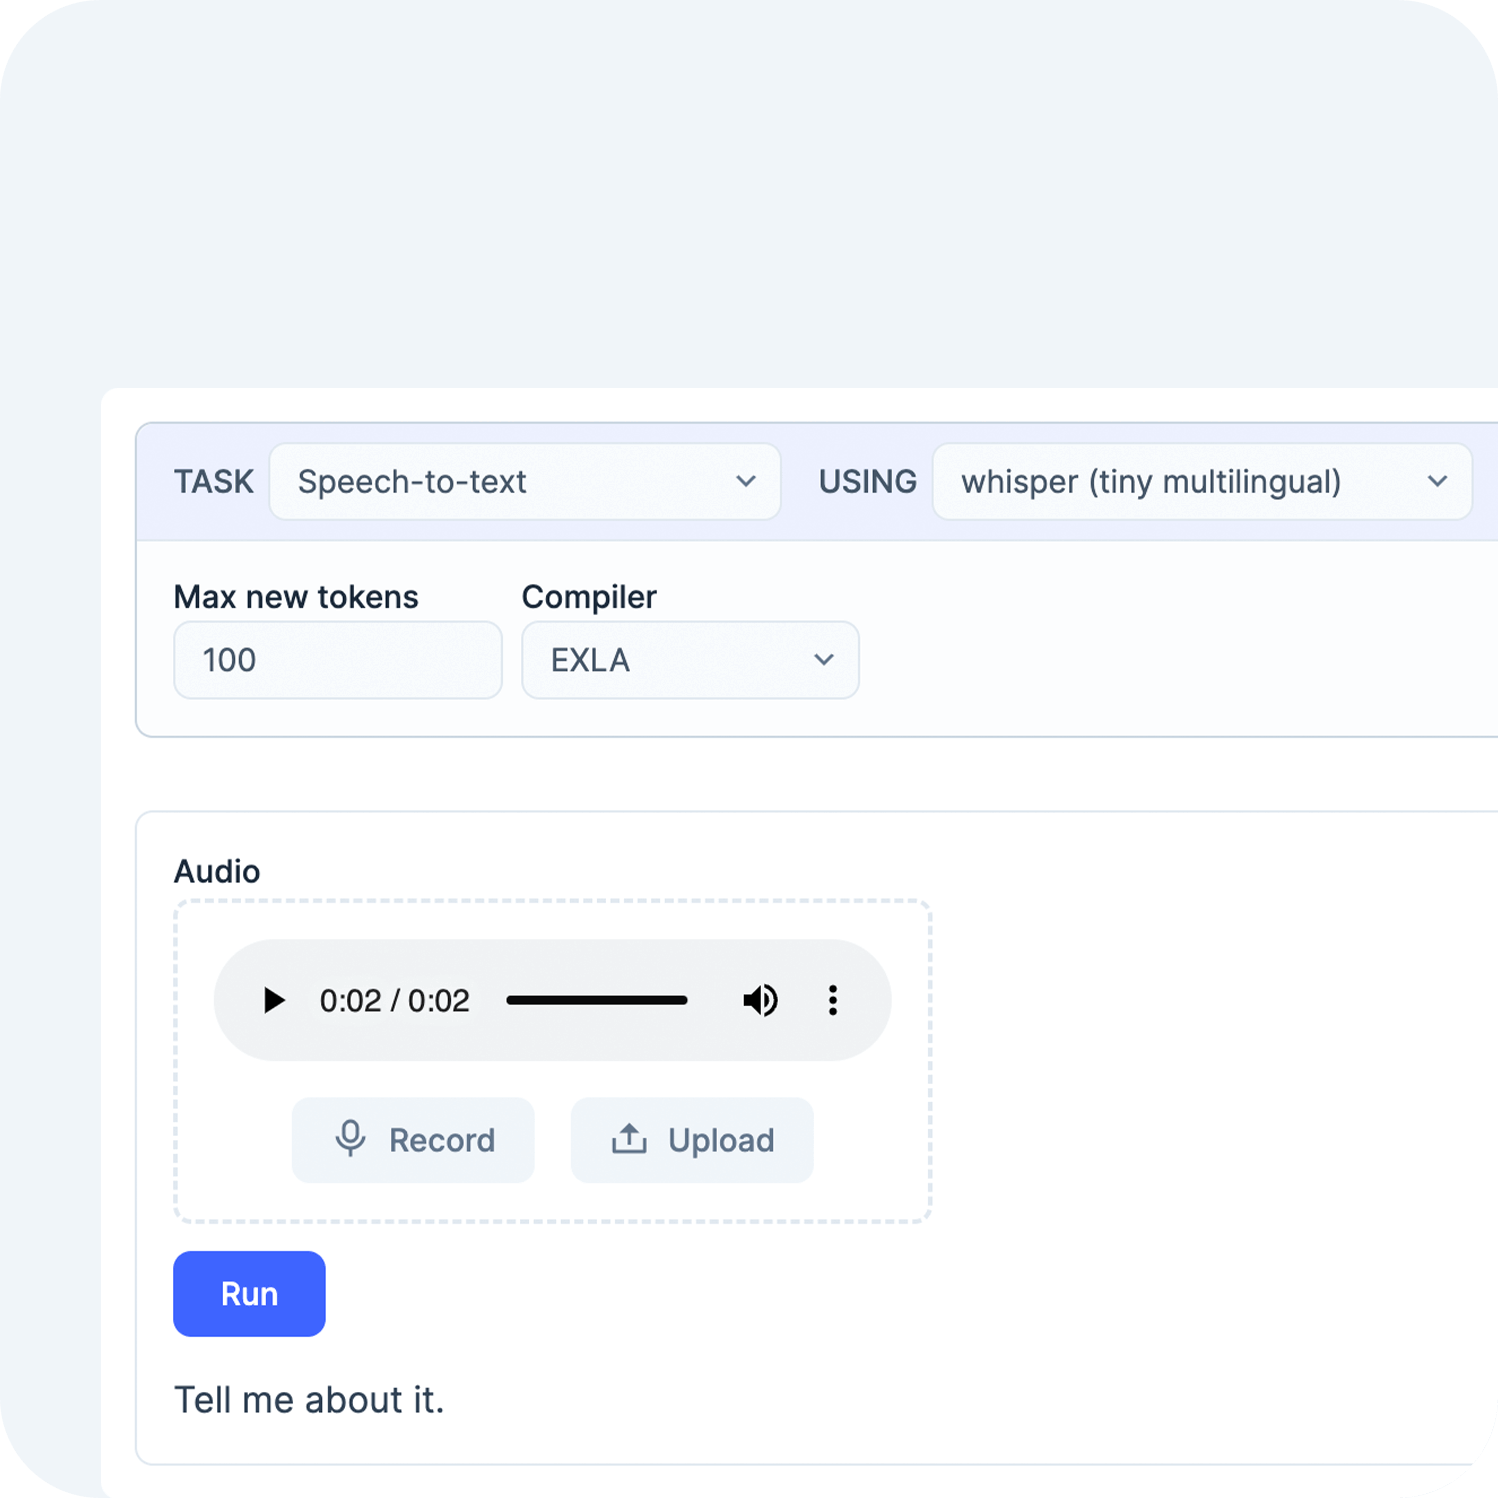 TASK Speech-to-text USING whisper (tiny multilingual)
Max new tokens Compiler
100 EXLA
Audio
0:02 / 0:02
Record Upload
Run
Tell me about it.